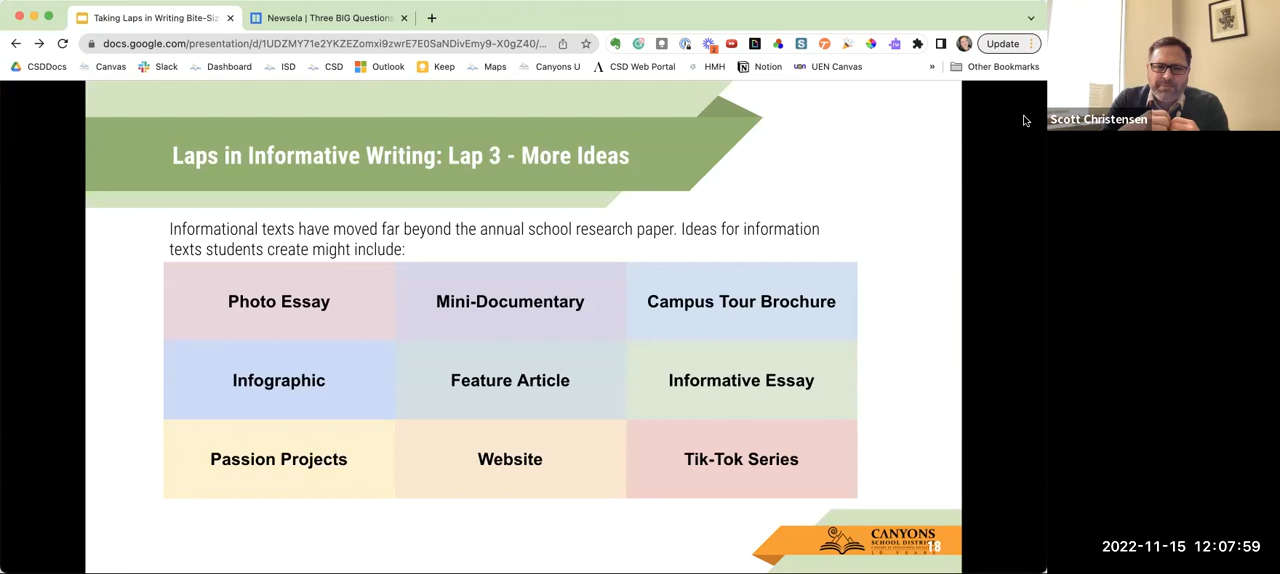 Taking Laps in Writing Bite-Siz
Newsela | Three BIG Questions
docs.google.com/presentation/d/1UDZMY71e2YKZEZomxi9zwrE7E0SaNDivEmy9-X0gZ40/...
Update
CSDDocs
Canvas
Slack
Dashboard
ISD
CSD
Outlook
Keep
Maps
Canyons U
CSD Web Portal
HMH
Notion
UEN Canvas
»
Other Bookmarks
Scott Christensen
Laps in Informative Writing: Lap 3 - More Ideas
Informational texts have moved far beyond the annual school research paper. Ideas for information
texts students create might include:
Photo Essay
Mini-Documentary
Campus Tour Brochure
Infographic
Feature Article
Informative Essay
Passion Projects
Website
Tik-Tok Series
CANYONS
SCHOOL DISTRICT
18
2022-11-15 12:07:59